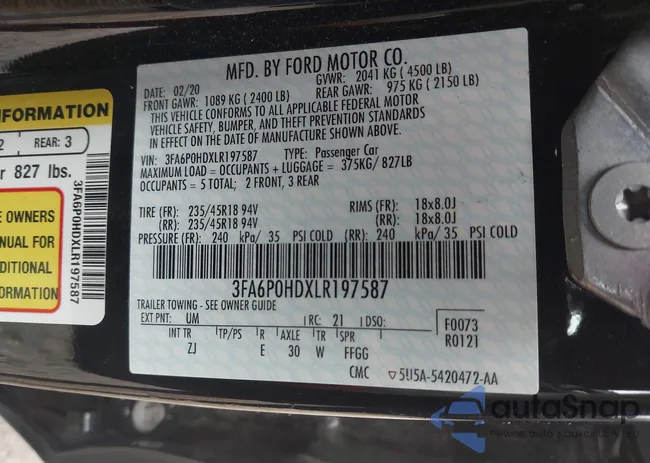 INFORMATION
2 REAR: 3
r 827 lbs.
E OWNERS
NUAL FOR
DITIONAL
ORMATION
3FA6P0HDXLR197587
MFD. BY FORD MOTOR CO.
DATE: 02/20 GVWR: 2041 KG ( 4500 LB)
FRONT GAWR: 1089 KG ( 2400 LB) REAR GAWR: 975 KG ( 2150 LB)
THIS VEHICLE CONFORMS TO ALL APPLICABLE FEDERAL MOTOR
VEHICLE SAFETY, BUMPER, AND THEFT PREVENTION STANDARDS
IN EFFECT ON THE DATE OF MANUFACTURE SHOWN ABOVE.
VIN: 3FA6P0HDXLR197587 TYPE: Passenger Car
MAXIMUM LOAD = OCCUPANTS + LUGGAGE = 375KG/ 827LB
OCCUPANTS = 5 TOTAL; 2 FRONT, 3 REAR
TIRE (FR): 235/45R18 94V RIMS (FR): 18x8.0J
(RR): 235/45R18 94V (RR): 18x8.0J
PRESSURE (FR): 240 kPa/ 35 PSI COLD (RR): 240 kPa/ 35 PSI COLD
3FA6P0HDXLR197587
TRAILER TOWING - SEE OWNER GUIDE
EXT PNT: UM RC: 21 DSO: F0073
INT TR TP/PS R AXLE TR SPR R0121
ZJ E 30 W FFGG
CMC ▽5U5A-5420472-AA
autoSnap